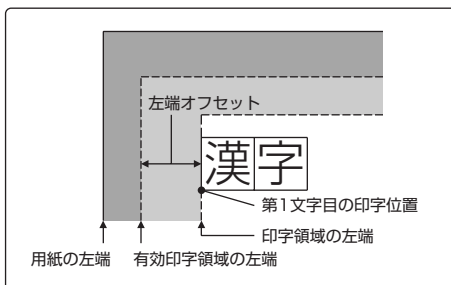 左端オフセット
漢字
第1文字目の印字位置
印字領域の左端
用紙の左端 有効印字領域の左端